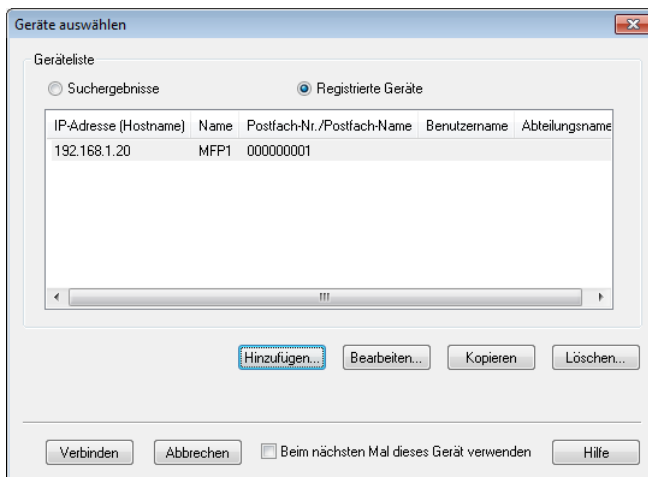 Geräte auswählen
Geräteliste
Suchergebnisse Registrierte Geräte
IP-Adresse (Hostname) Name Postfach-Nr./Postfach-Name Benutzername Abteilungsname
192.168.1.20 MFP1 000000001
Hinzufügen... Bearbeiten... Kopieren Löschen...
Verbinden Abbrechen Beim nächsten Mal dieses Gerät verwenden Hilfe